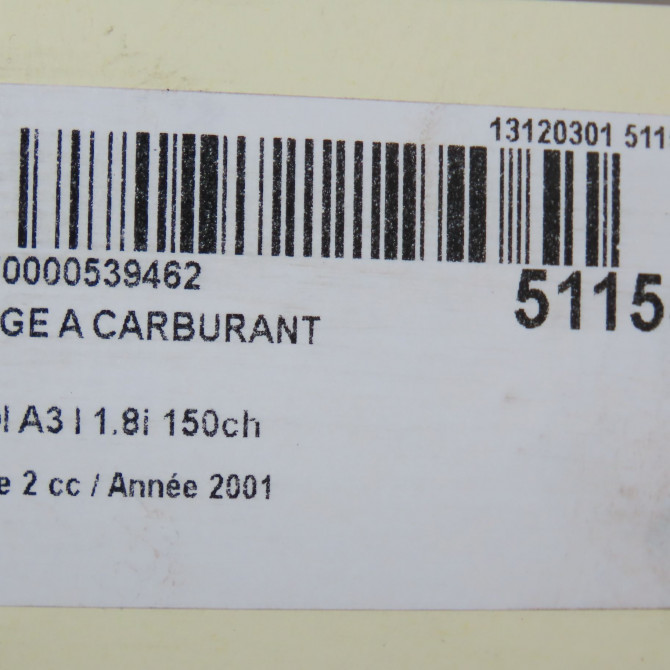 13120301 511
0000539462
5115
GE A CARBURANT
I A3 I 1.8i 150ch
e 2 cc / Année 2001